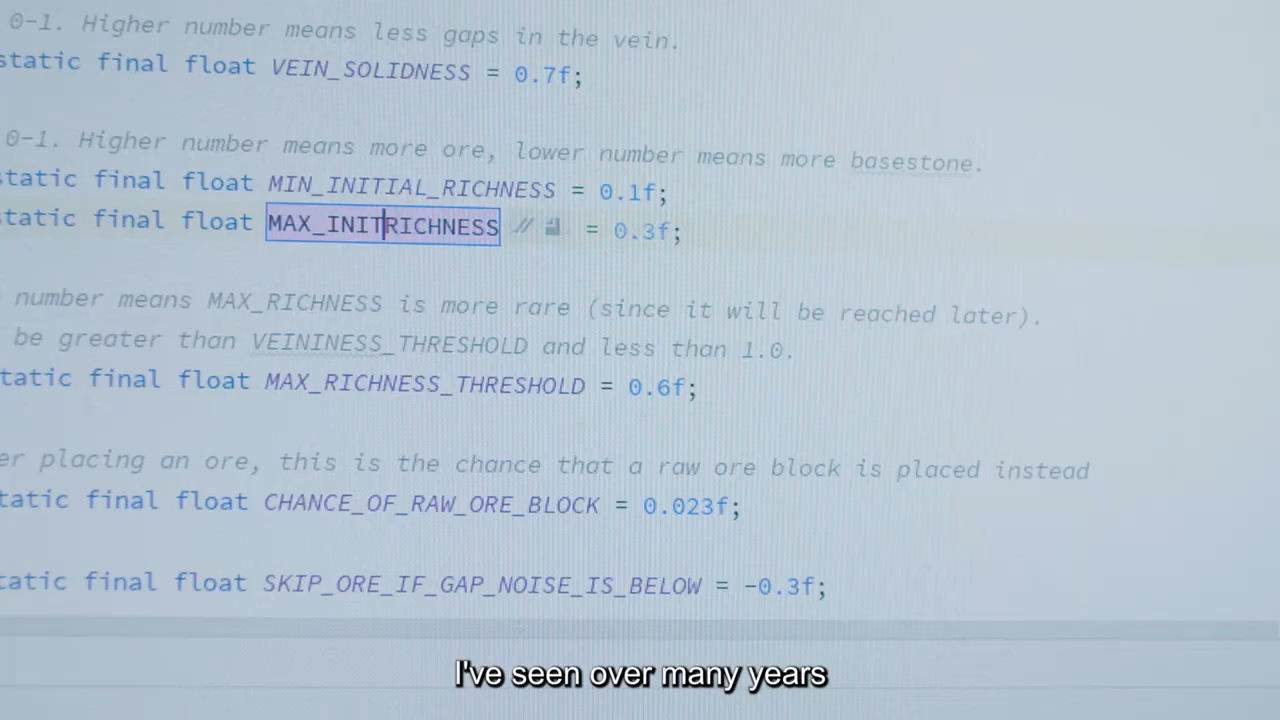 0-1. Higher number means less gaps in the vein.
static final float VEIN_SOLIDNESS = 0.7f;
0-1. Higher number means more ore, lower number means more basestone.
static final float MIN_INITIAL_RICHNESS = 0.1f;
static final float MAX_INITRICHNESS // = 0.3f;
number means MAX_RICHNESS is more rare (since it will be reached later).
be greater than VEININESS_THRESHOLD and less than 1.0.
tatic final float MAX_RICHNESS_THRESHOLD = 0.6f;
er placing an ore, this is the chance that a raw ore block is placed instead
tatic final float CHANCE_OF_RAW_ORE_BLOCK = 0.023f;
tatic final float SKIP_ORE_IF_GAP_NOISE_IS_BELOW = -0.3f;
I've seen over many years